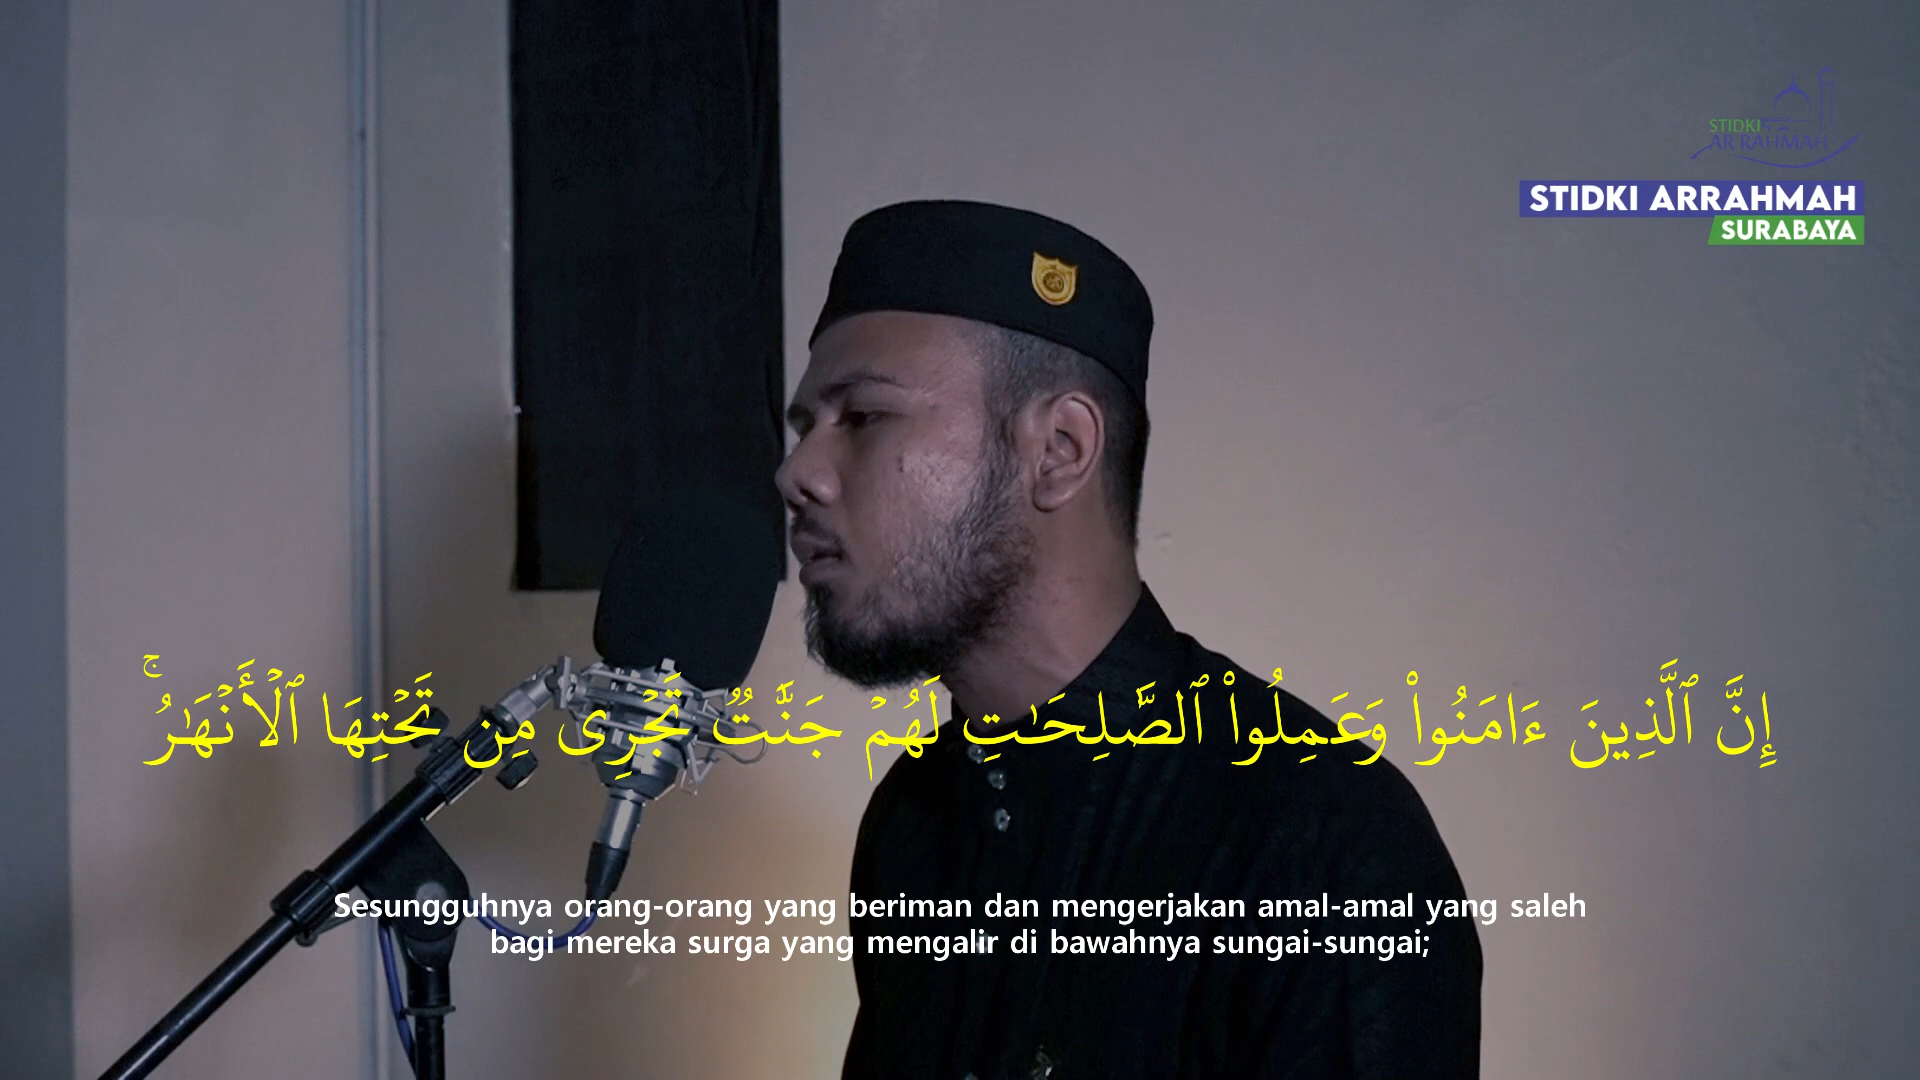 STIDKI
AR RAHMAH
STIDKI ARRAHMAH
SURABAYA
إِنَّ ٱلَّذِينَ ءَامَنُوا۟ وَعَمِلُوا۟ ٱلصَّـٰلِحَـٰتِ لَهُمْ جَنَّـٰتٌ تَجْرِى مِن تَحْتِهَا ٱلْأَنْهَـٰرُ ۚ
Sesungguhnya orang-orang yang beriman dan mengerjakan amal-amal yang saleh
bagi mereka surga yang mengalir di bawahnya sungai-sungai;